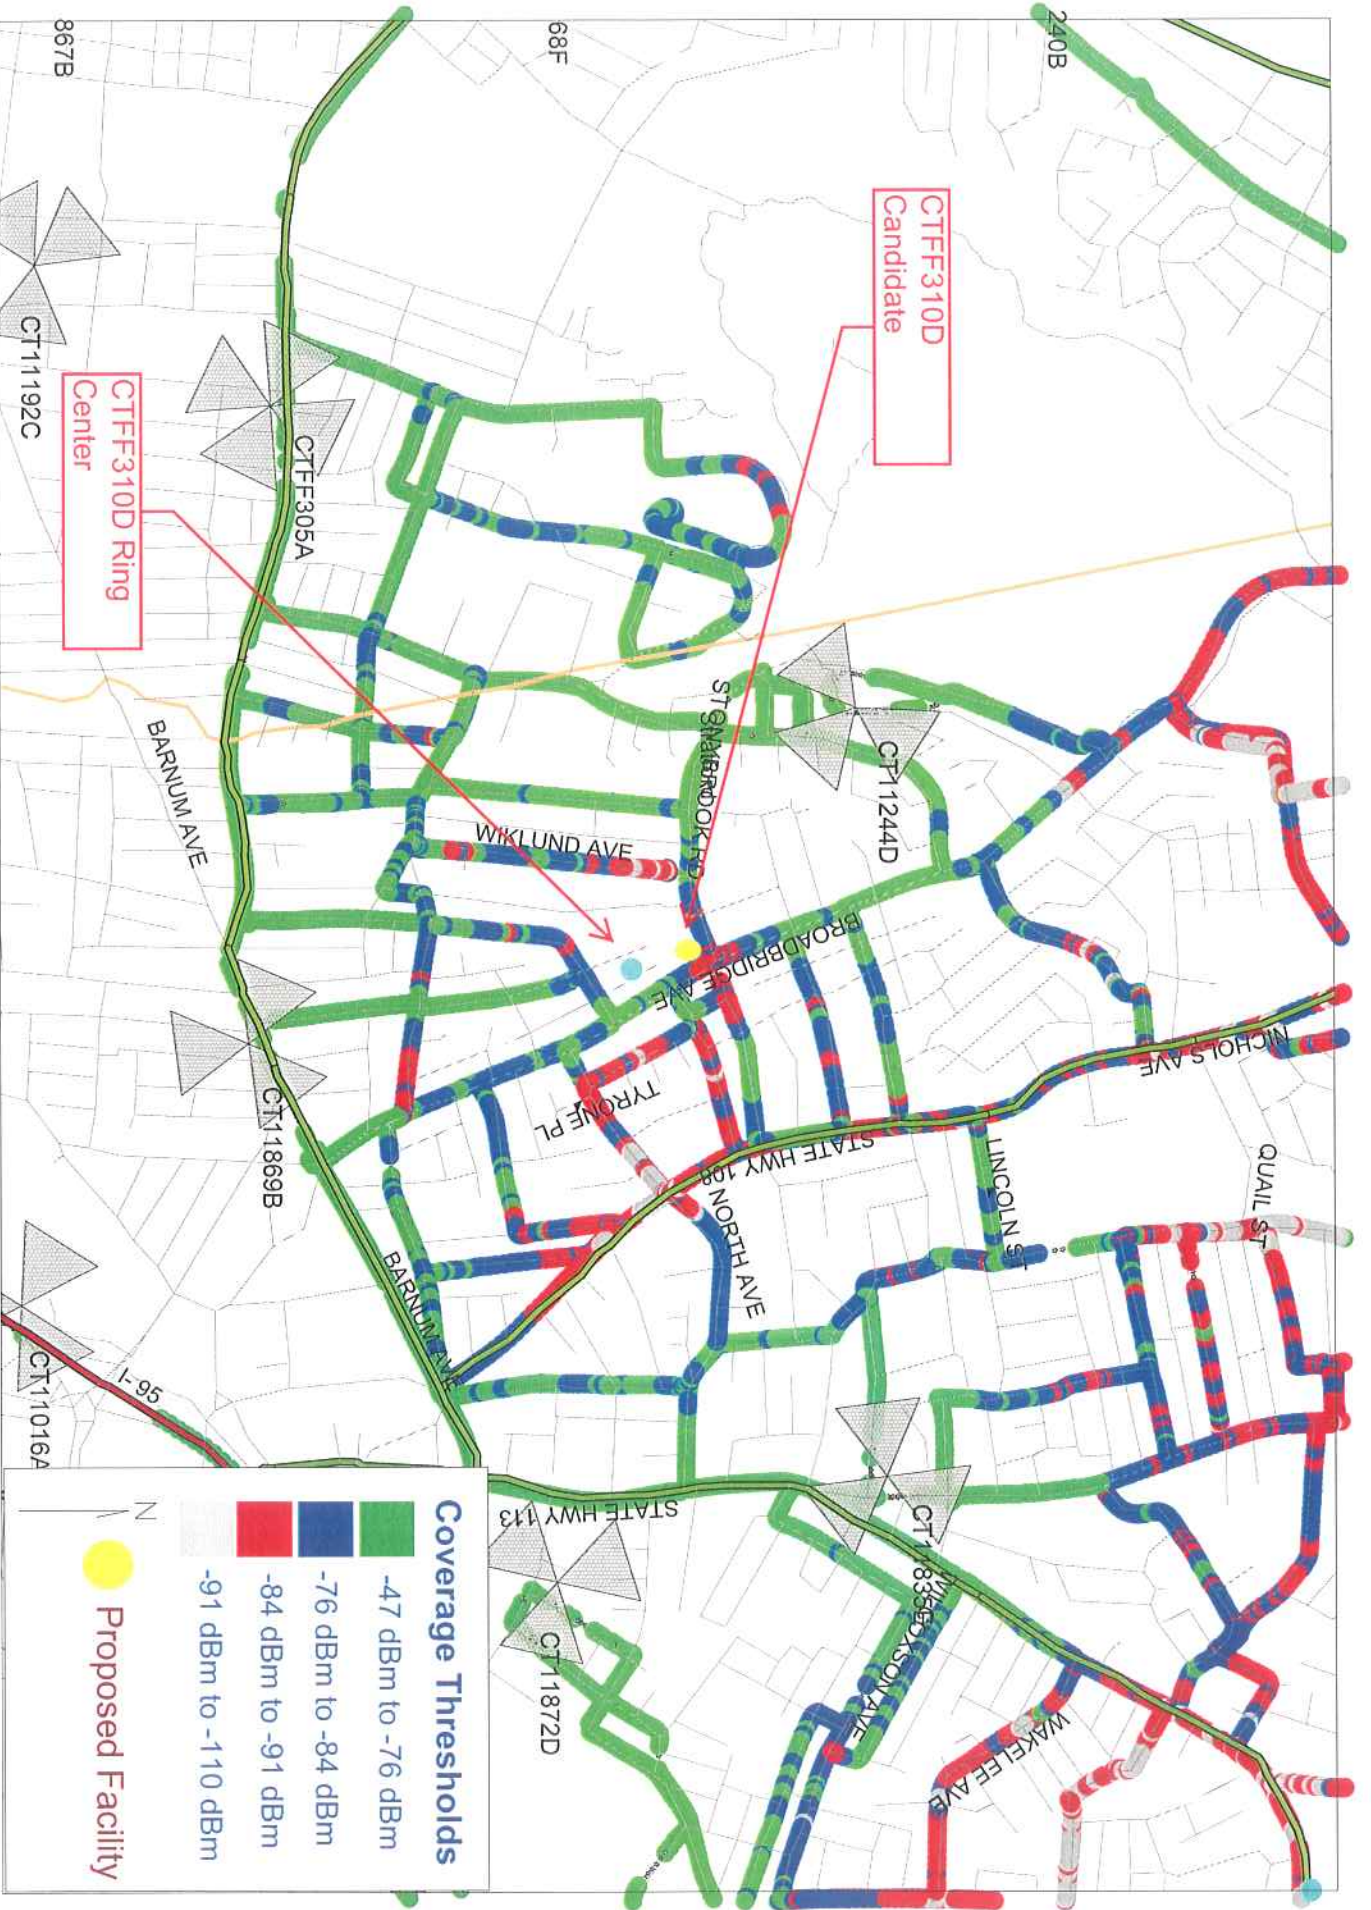 240B
68F
867B
CTFF310D
Candidate
CTFF310D Ring
Center
CT11192C
CTFF305A
CT11244D
WIKLUND AVE
BROADBRIDGE AVE
BARNUM AVE
NICHOLS AVE
TYRONE PL
STATE HWY 108
LINCOLN ST
QUAIL ST
NORTH AVE
CT11869B
BARNUM AVE
CT11016A
I-95
STATE HWY 113
CT11872D
WAKELEE AVE
Coverage Thresholds
-47 dBm to -76 dBm
-76 dBm to -84 dBm
-84 dBm to -91 dBm
-91 dBm to -110 dBm
N
Proposed Facility